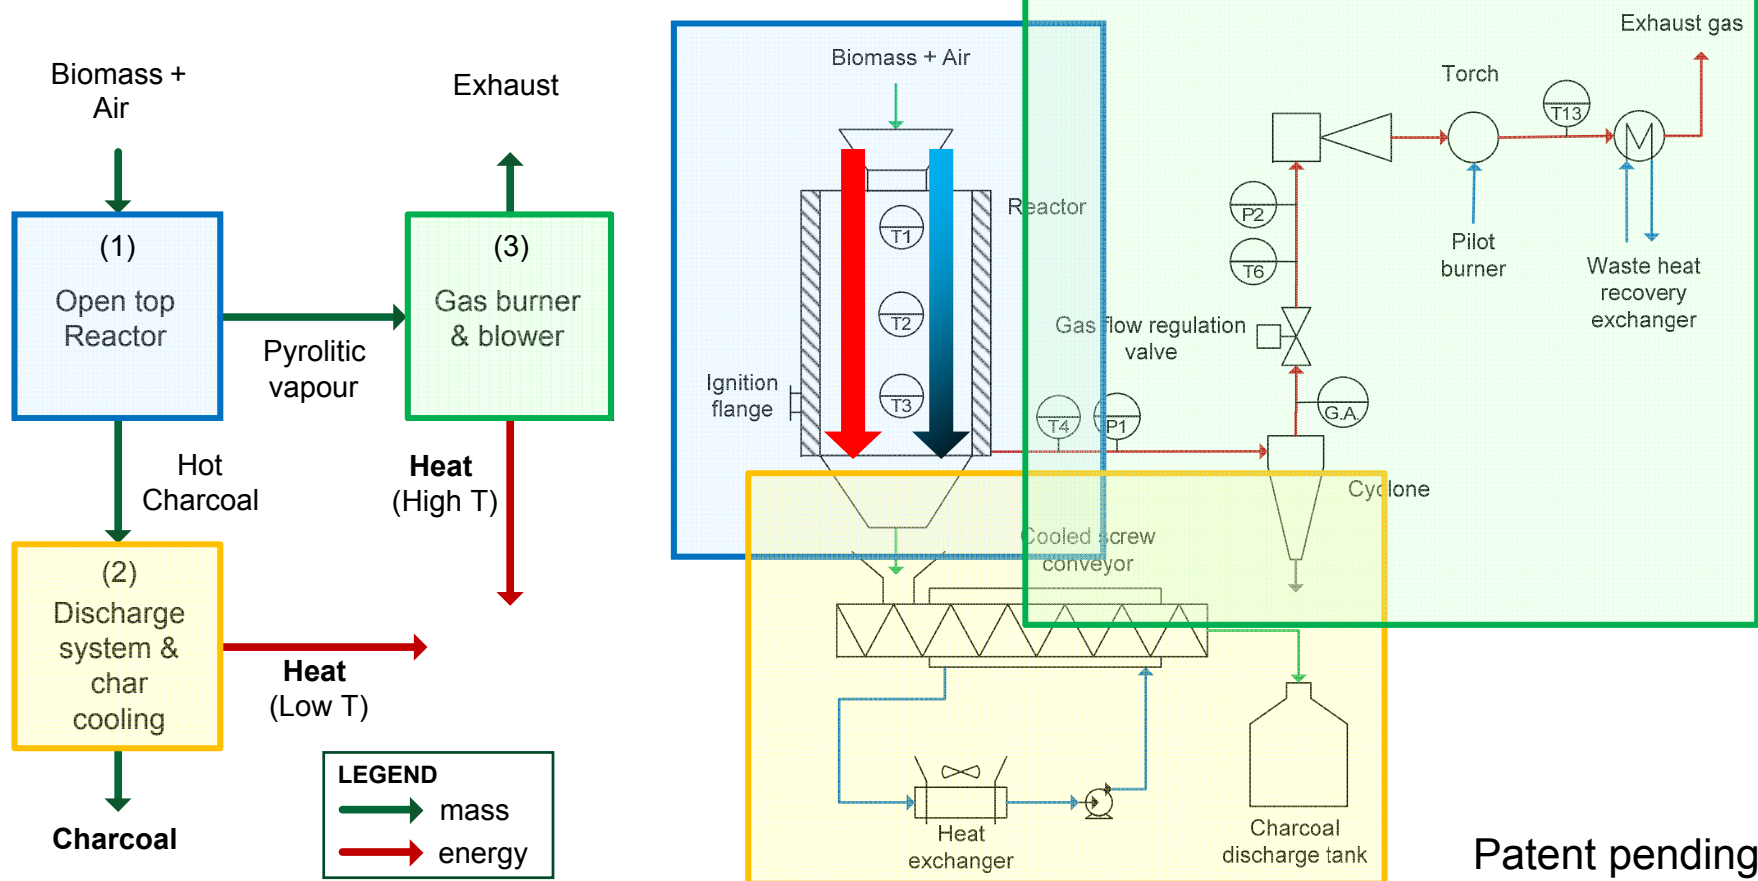 Biomass +
Air
Exhaust
(1)
Open top
Reactor
(3)
Gas burner
& blower
Pyrolitic
vapour
Hot
Charcoal
Heat
(High T)
(2)
Discharge
system &
char
cooling
Heat
(Low T)
Charcoal
LEGEND
mass
energy
Biomass + Air
Reactor
T1
T2
T3
Ignition
flange
T4
P1
Exhaust gas
Torch
T13
P2
T6
Pilot
burner
Waste heat
recovery
exchanger
Gas flow regulation
valve
G.A.
Cyclone
Cooled screw
conveyor
Heat
exchanger
Charcoal
discharge tank
Patent pending